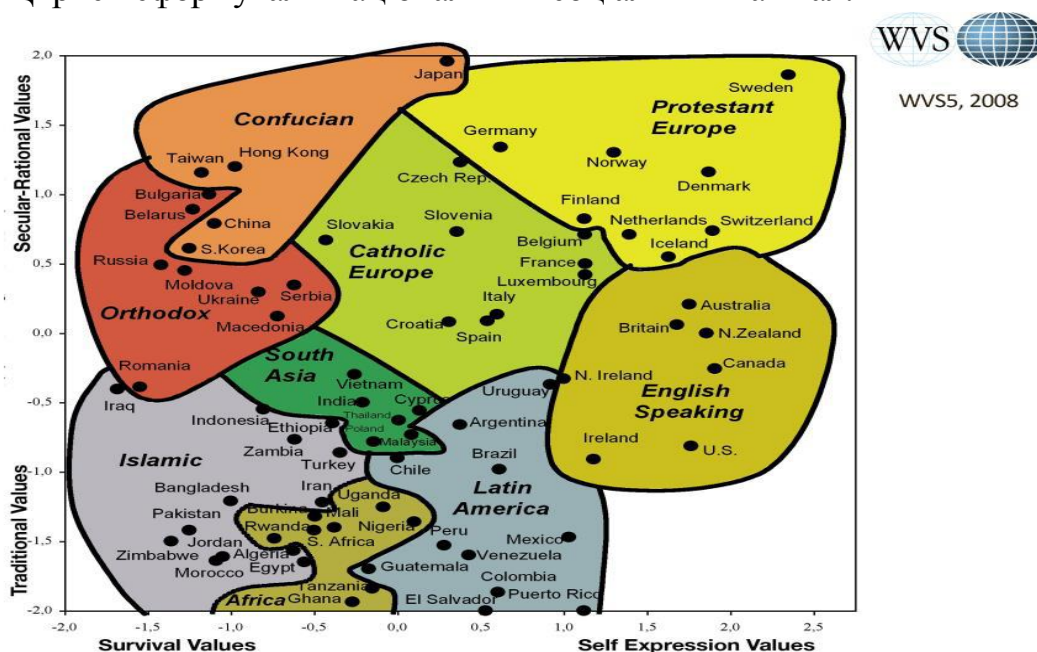 WVS
WVS5, 2008
2,0
1,5
1,0
0,5
0,0
-0,5
-1,0
-1,5
-2,0
Secular-Rational Values
Traditional Values
Japan
Sweden
Confucian
Protestant
Europe
Germany
Taiwan
Hong Kong
Norway
Czech Rep.
Denmark
Bulgaria
Belarus
Finland
China
Slovakia
Slovenia
Netherlands
Switzerland
S.Korea
Catholic
Europe
Belgium
Iceland
Russia
France
Moldova
Luxembourg
Ukraine
Serbia
Italy
Australia
Orthodox
Macedonia
Croatia
Spain
Britain
N.Zealand
Romania
South
Asia
Canada
Vietnam
N. Ireland
Iraq
India
Cyprus
Uruguay
English
Speaking
Indonesia
Thailand
Ethiopia
Poland
Argentina
Zambia
Malaysia
Ireland
U.S.
Islamic
Turkey
Chile
Brazil
Iran
Latin
America
Bangladesh
Uganda
Burkina
Mali
Pakistan
Rwanda
Nigeria
Peru
Mexico
Jordan
S. Africa
Zimbabwe
Algeria
Venezuela
Morocco
Egypt
Guatemala
Tanzania
Colombia
Africa
Ghana
El Salvador
Puerto Rico
-2,0
-1,5
-1,0
-0,5
0,0
0,5
1,0
1,5
2,0
2,5
Survival Values
Self Expression Values